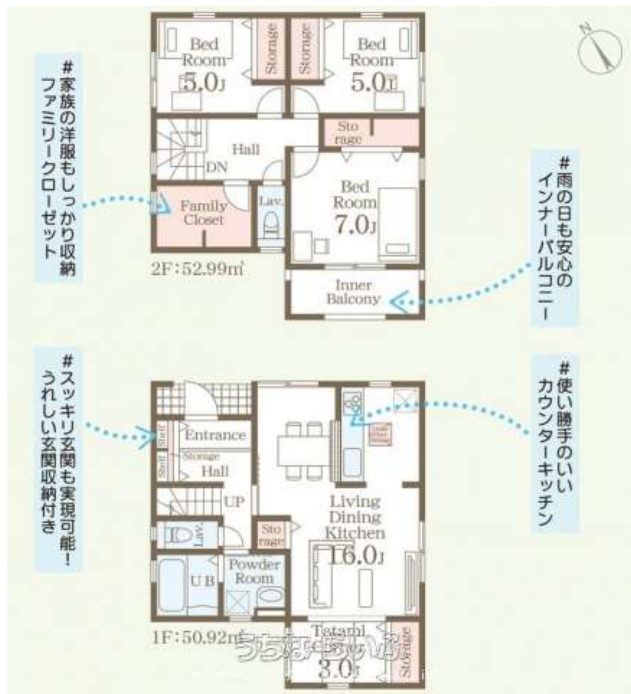 N
Bed
Room
5.0J
Storage
Storage
Bed
Room
5.0J
#家族の洋服もしっかり収納
ファミリークローゼット
Hall
DN
Sto
rage
Family
Closet
Lav.
Bed
Room
7.0J
#雨の日も安心の
インナーバルコニー
2F:52.99㎡
Inner
Balcony
#スッキリ玄関も実現可能!
うれしい玄関収納付き
Shelf
Entrance
Shelf
Storage
Hall
UP
#使い勝手のいい
カウンターキッチン
Living
Dining
Kitchen
16.0J
Lav.
Sto
rage
UB
Powder
Room
1F:50.92㎡
Tatami
3.0J
Storage